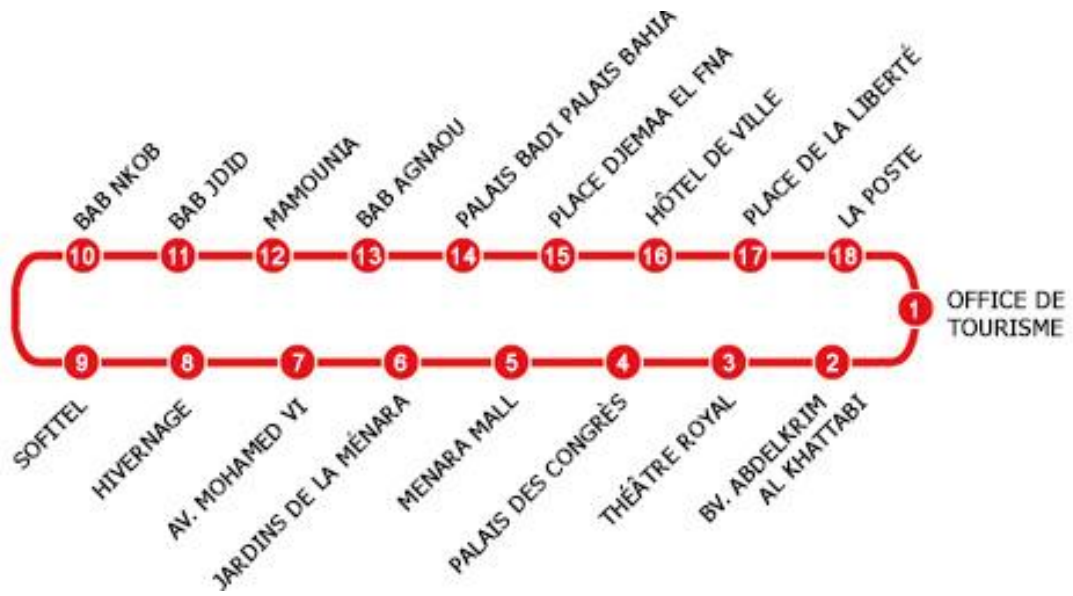 BAB NKOB
BAB JDID
MAMOUNIA
BAB AGNAOU
PALAIS BADI PALAIS BAHIA
PLACE DJEMAA EL FNA
HÔTEL DE VILLE
PLACE DE LA LIBERTÉ
LA POSTE
10
11
12
13
14
15
16
17
18
1
OFFICE DE
TOURISME
9
8
7
6
5
4
3
2
SOFITEL
HIVERNAGE
AV. MOHAMED VI
JARDINS DE LA MÉNARA
MENARA MALL
PALAIS DES CONGRÈS
THÉÂTRE ROYAL
BV. ABDELKRIM
AL KHATTABI